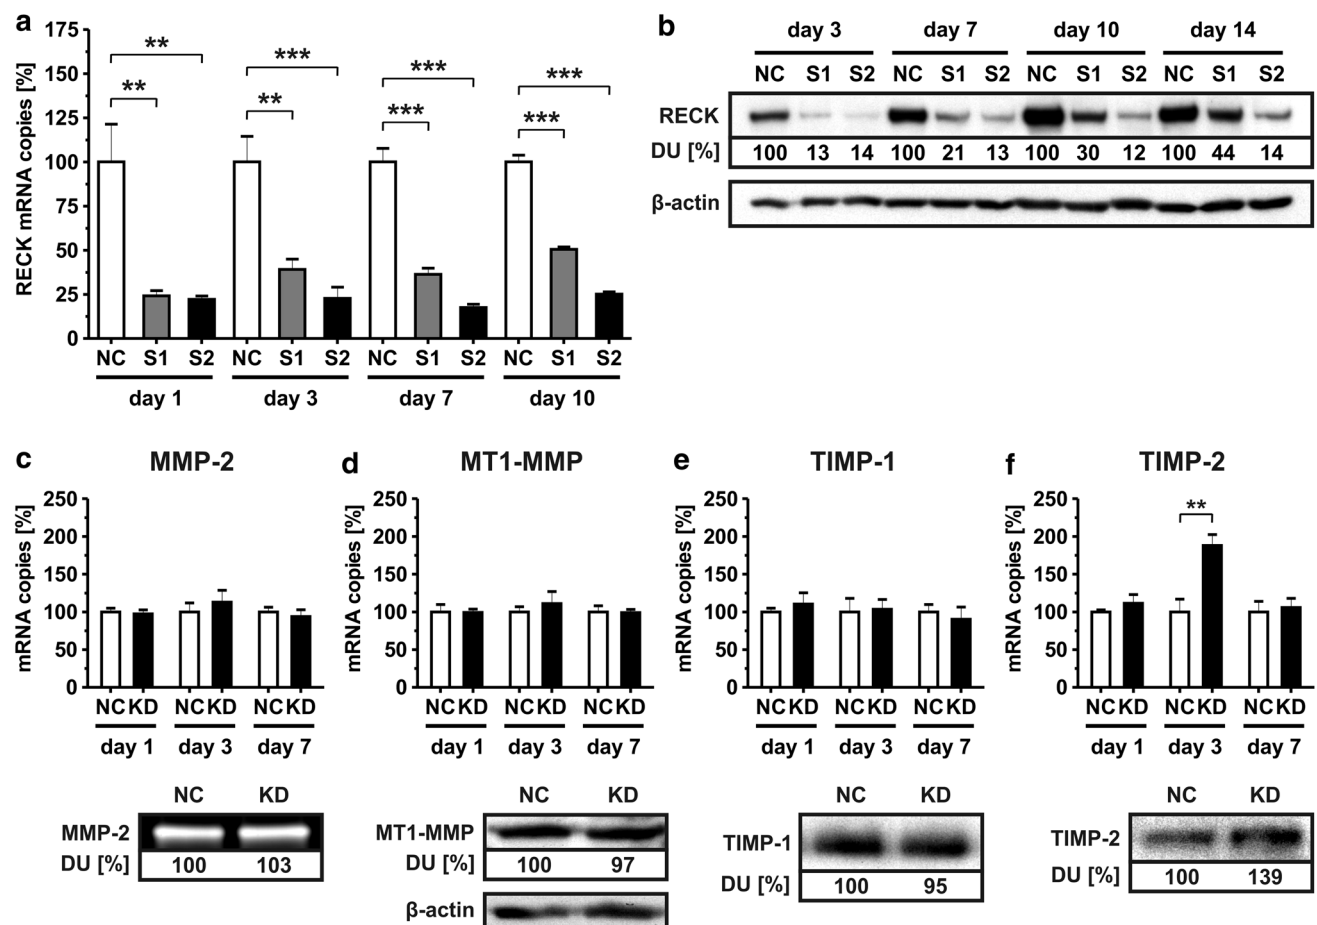 a
RECK mRNA copies [%]
175
150
125
100
75
50
25
0
** ** *** ** *** *** *** ***
NC S1 S2 NC S1 S2 NC S1 S2 NC S1 S2
day 1 day 3 day 7 day 10
b
day 3 day 7 day 10 day 14
NC S1 S2 NC S1 S2 NC S1 S2 NC S1 S2
RECK
DU [%] 100 13 14 100 21 13 100 30 12 100 44 14
β-actin
c MMP-2
mRNA copies [%]
250
200
150
100
50
0
NC KD NC KD NC KD
day 1 day 3 day 7
NC KD
MMP-2
DU [%] 100 103
d MT1-MMP
mRNA copies [%]
250
200
150
100
50
0
NC KD NC KD NC KD
day 1 day 3 day 7
NC KD
MT1-MMP
DU [%] 100 97
β-actin
e TIMP-1
mRNA copies [%]
250
200
150
100
50
0
NC KD NC KD NC KD
day 1 day 3 day 7
NC KD
TIMP-1
DU [%] 100 95
f TIMP-2
mRNA copies [%]
250
200
150
100
50
0
**
NC KD NC KD NC KD
day 1 day 3 day 7
NC KD
TIMP-2
DU [%] 100 139